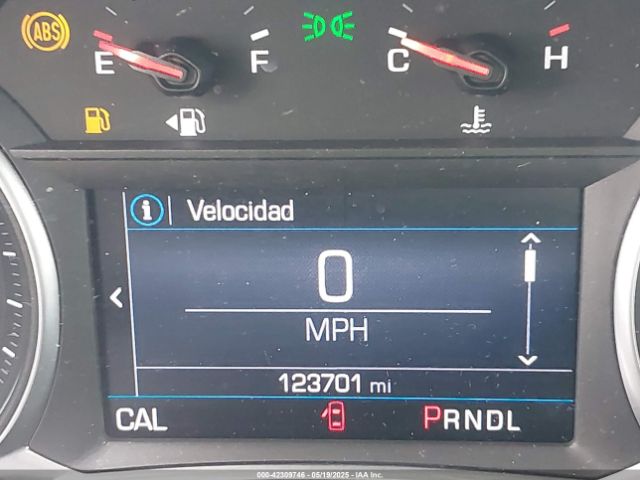 ABS
E F C H
Velocidad
0
MPH
123701 mi
CAL PRNDL
000-42309746 - 05/19/2025 - IAA Inc.